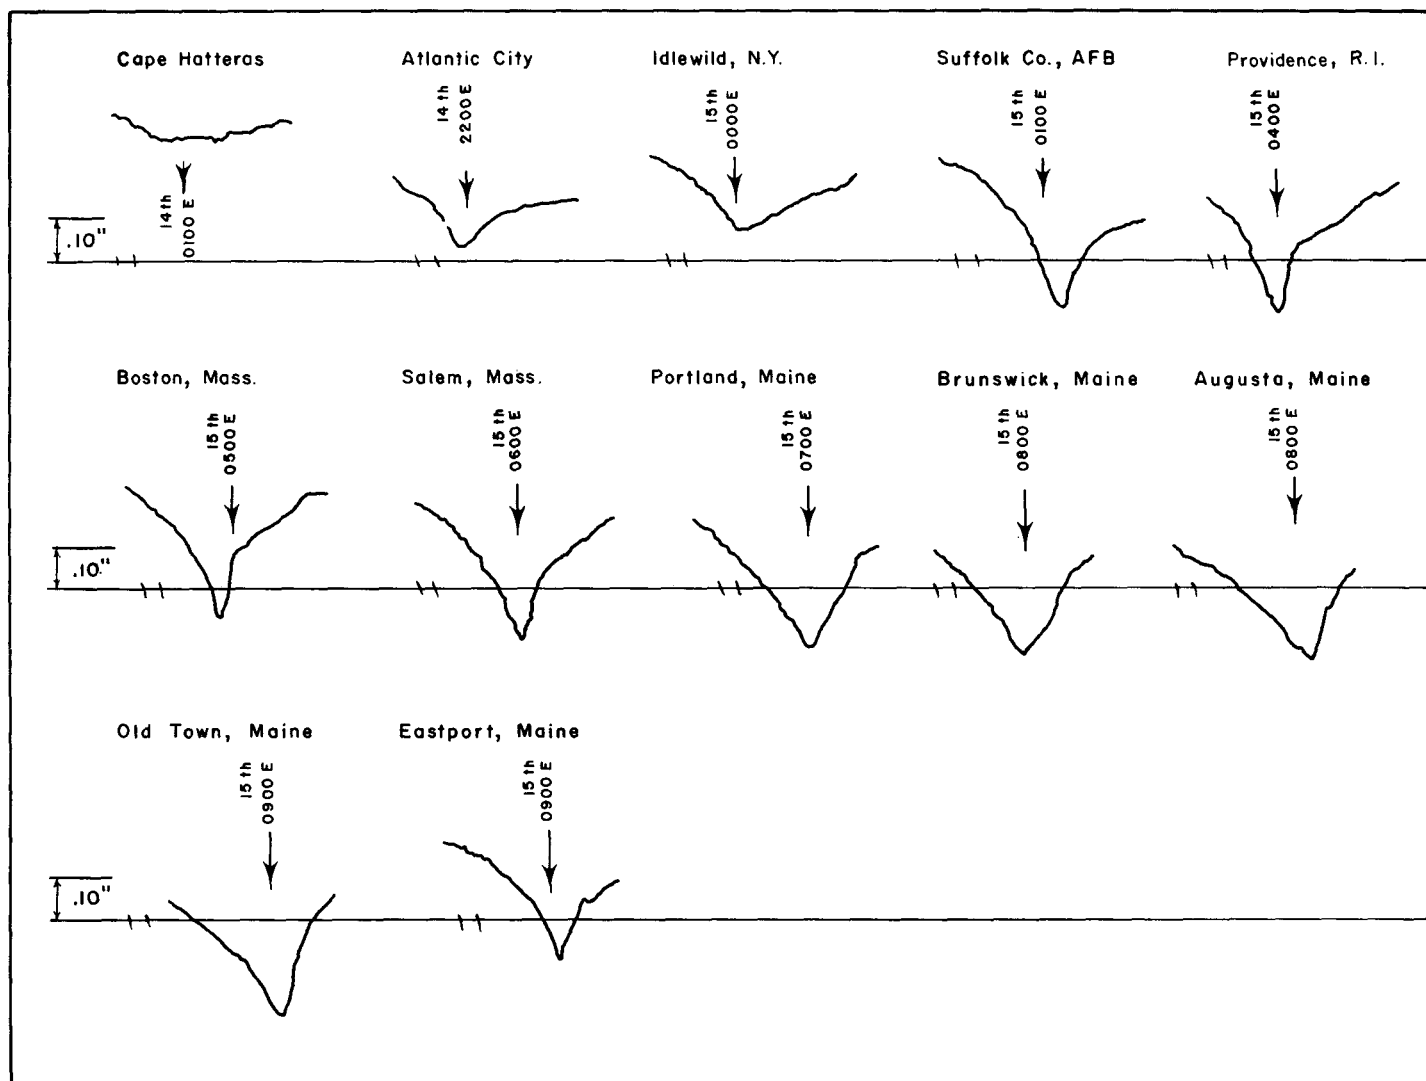 Cape Hatteras
14th
0100 E
Atlantic City
14th
2200 E
Idlewild, N.Y.
15th
0000 E
Suffolk Co., AFB
15th
0100 E
Providence, R.I.
15th
0400 E
.10"
Boston, Mass.
15th
0500 E
Salem, Mass.
15th
0600 E
Portland, Maine
15th
0700 E
Brunswick, Maine
15th
0800 E
Augusta, Maine
15th
0800 E
.10"
Old Town, Maine
15th
0900 E
Eastport, Maine
15th
0900 E
.10"